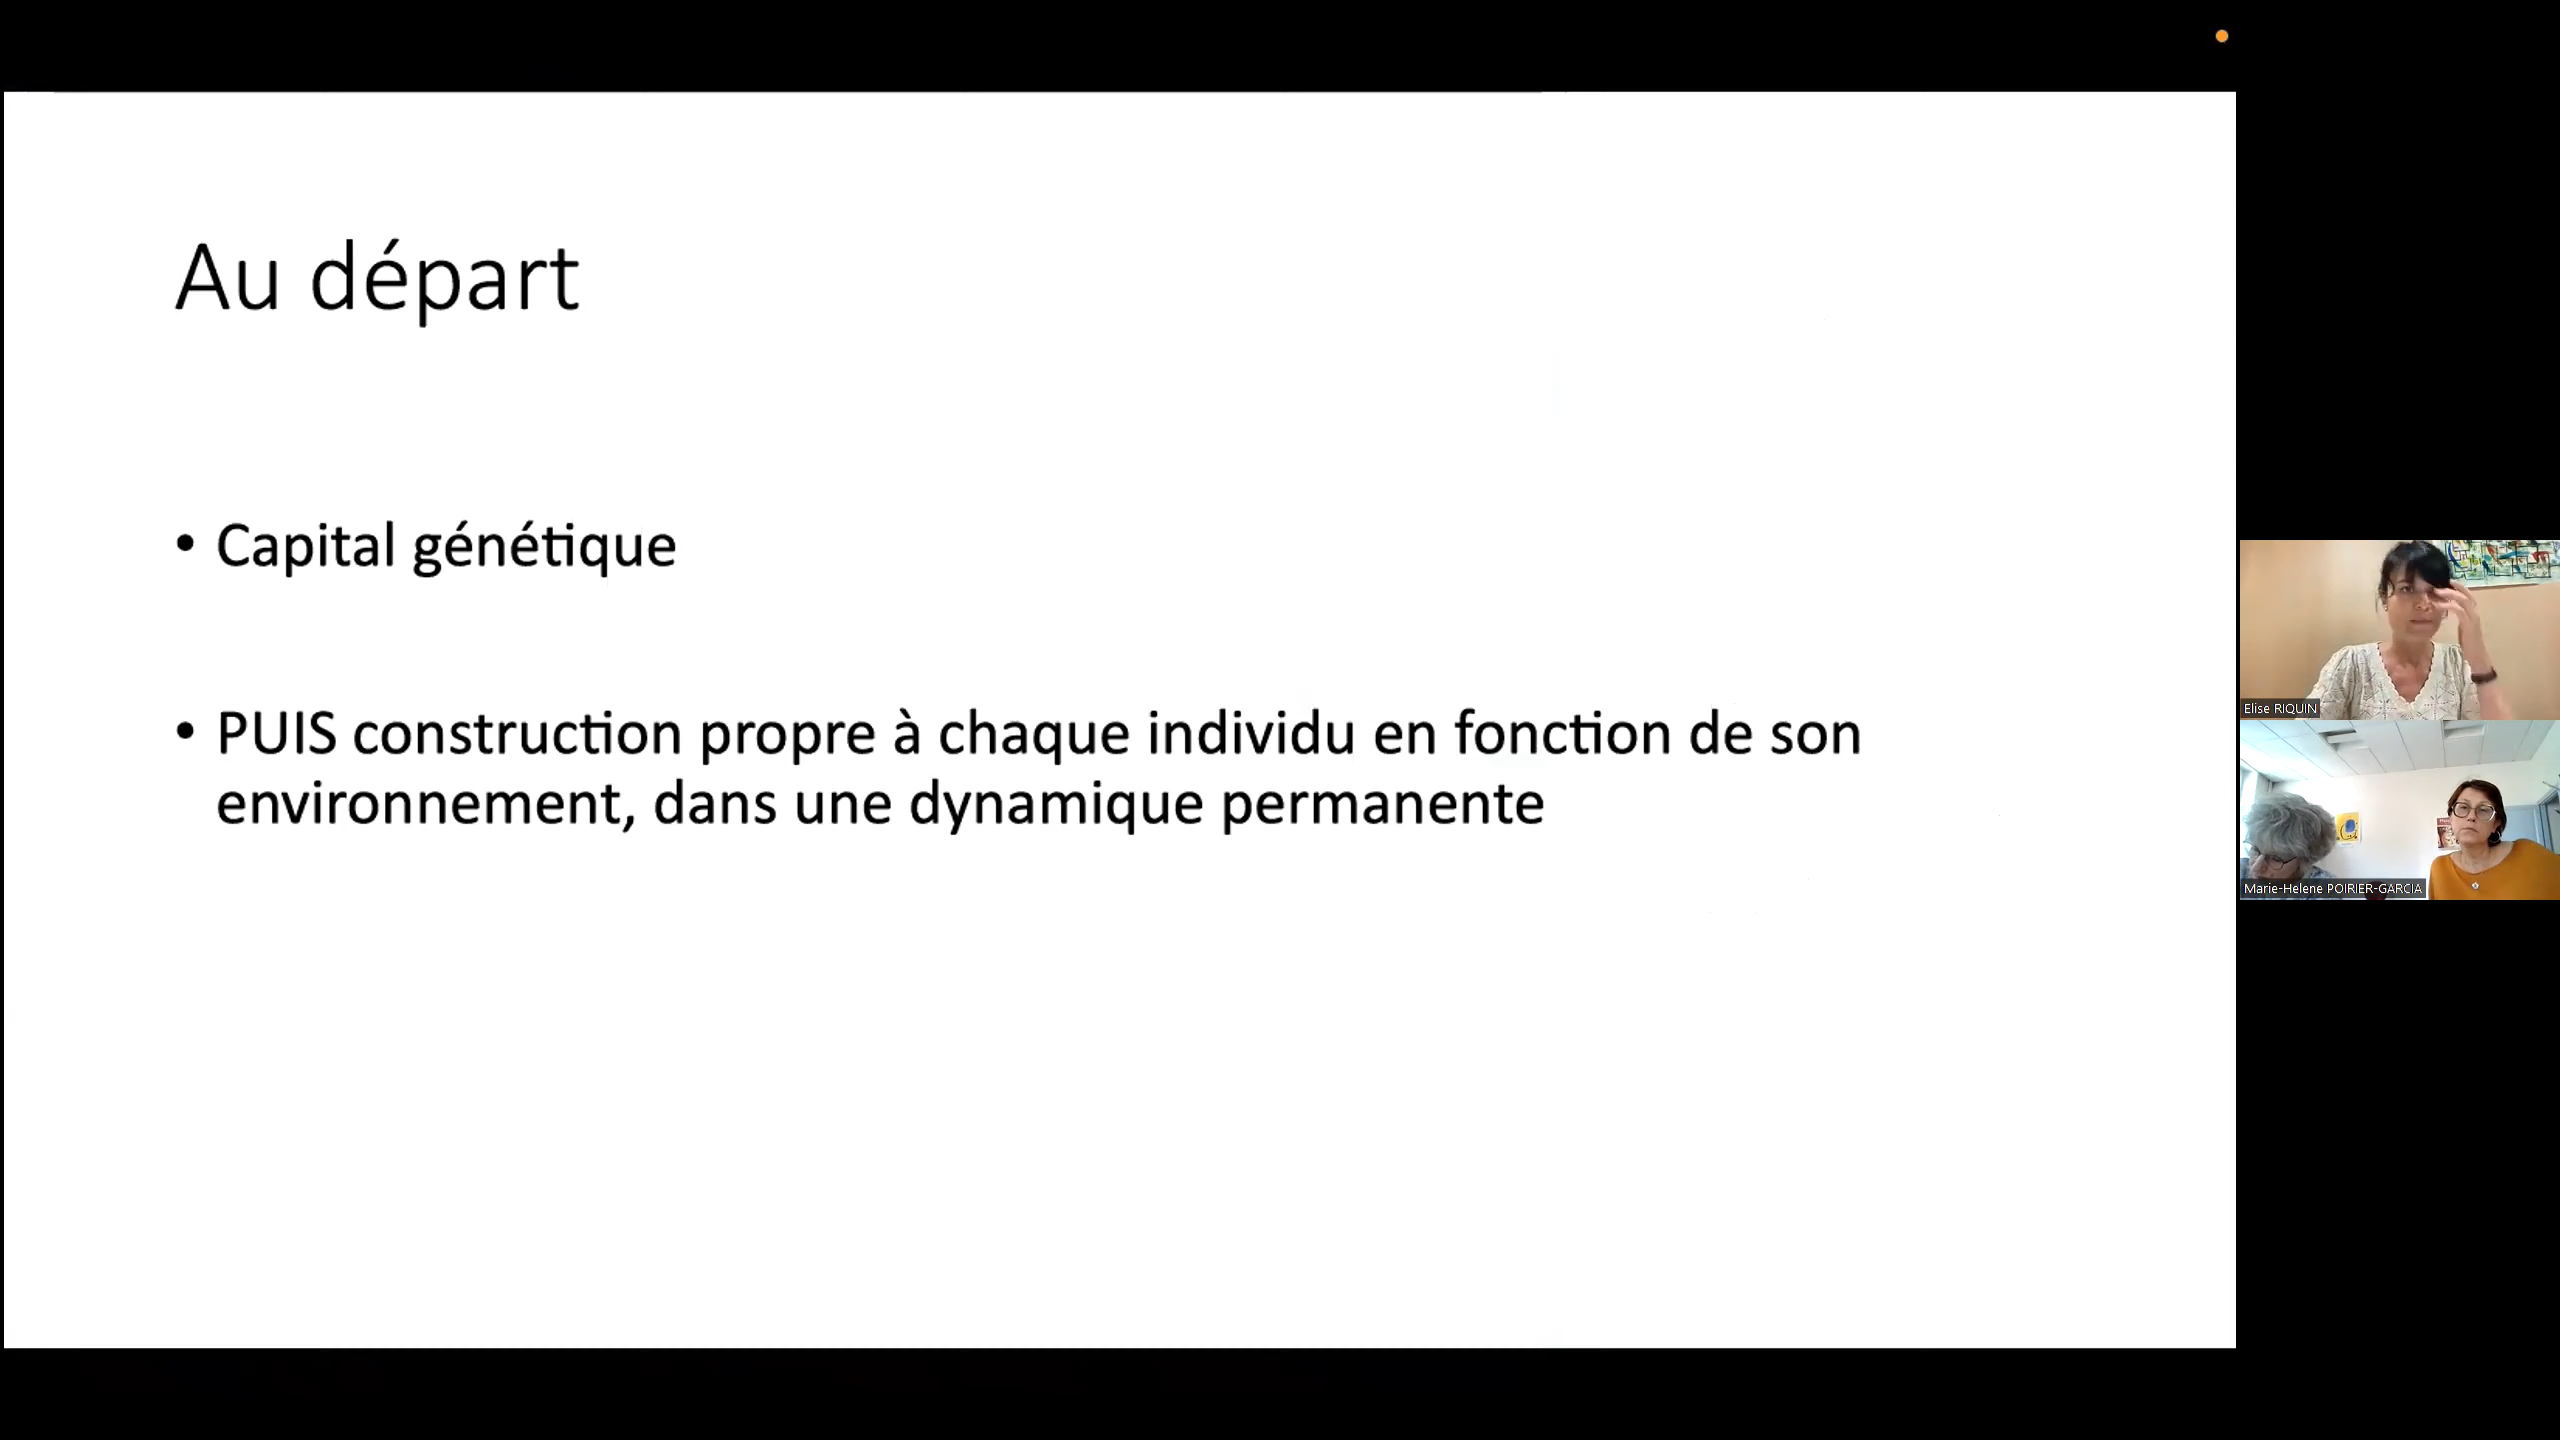 Au départ
• Capital génétique
• PUIS construction propre à chaque individu en fonction de son
environnement, dans une dynamique permanente
Elise RIQUIN
Marie-Helene POIRIER-GARCIA